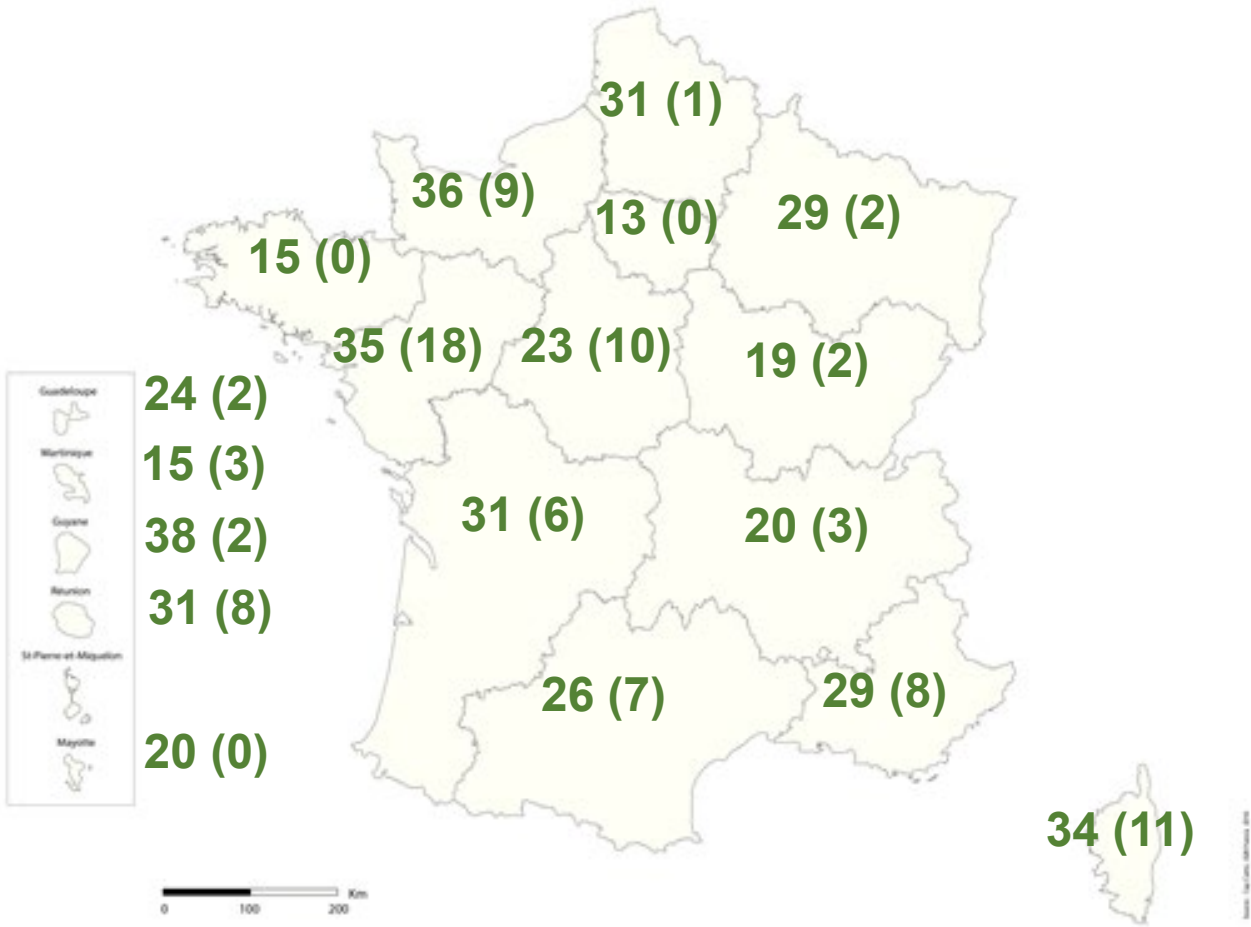 31 (1)
36 (9)
13 (0)
29 (2)
15 (0)
35 (18)
23 (10)
19 (2)
Guadeloupe
24 (2)
Martinique
15 (3)
Guyane
38 (2)
Réunion
31 (8)
St-Pierre-et-Miquelon
Mayotte
20 (0)
31 (6)
20 (3)
26 (7)
29 (8)
34 (11)
Km
0 100 200